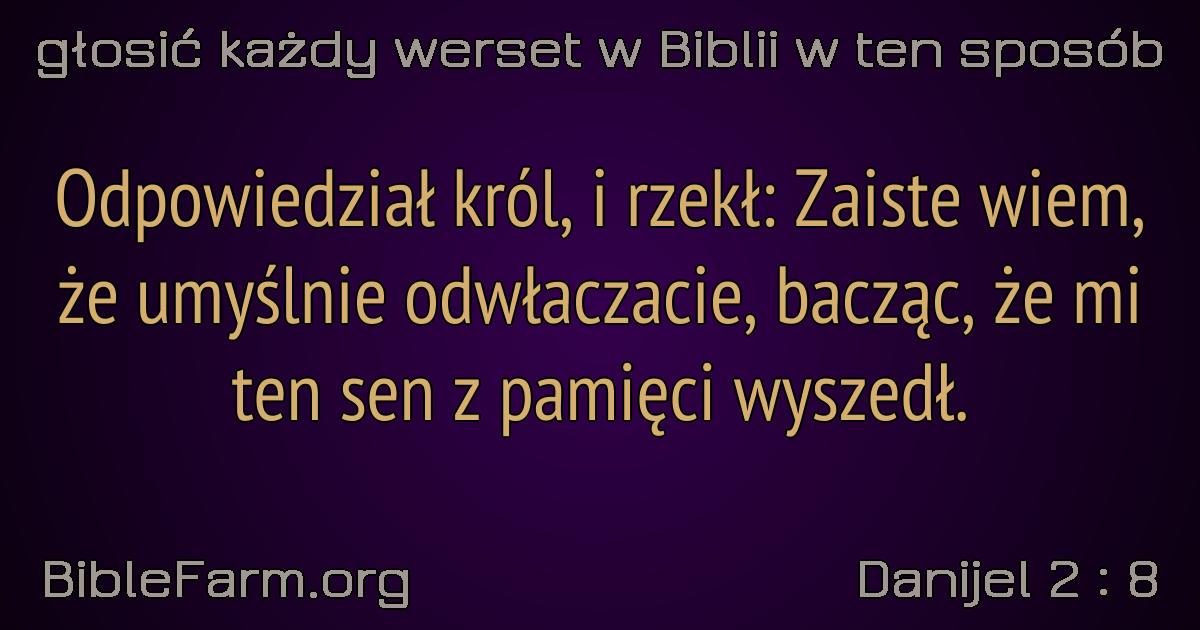 głosić każdy werset w Biblii w ten sposób
Odpowiedział król, i rzekł: Zaiste wiem,
że umyślnie odwłaczacie, bacząc, że mi
ten sen z pamięci wyszedł.
BibleFarm.org
Danijel 2 : 8